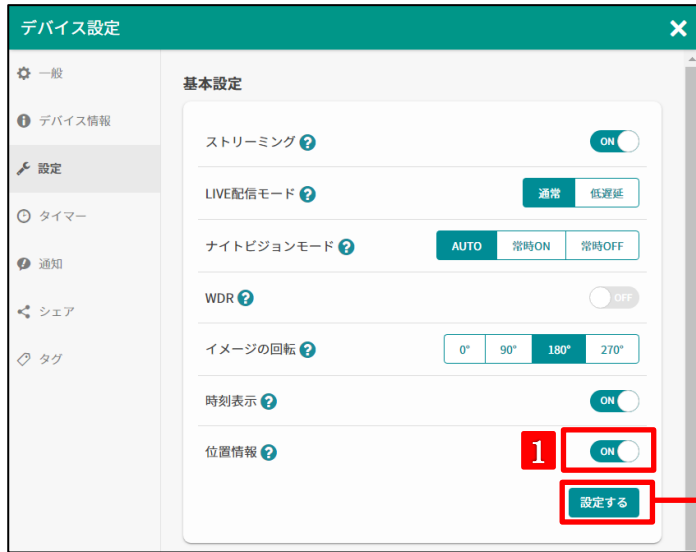 デバイス設定
一般
デバイス情報
設定
タイマー
通知
シェア
タグ
基本設定
ストリーミング ON
LIVE配信モード 通常 低遅延
ナイトビジョンモード AUTO 常時ON 常時OFF
WDR OFF
イメージの回転 0° 90° 180° 270°
時刻表示 ON
位置情報 1 ON
設定する